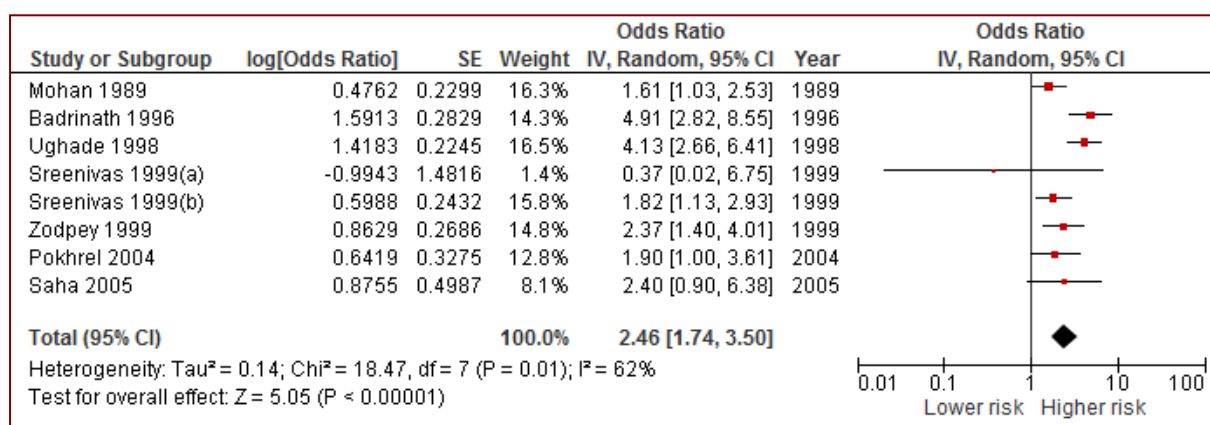 Odds Ratio Odds Ratio
Study or Subgroup log[Odds Ratio] SE Weight IV, Random, 95% CI Year IV, Random, 95% CI
Mohan 1989 0.4762 0.2299 16.3% 1.61 [1.03, 2.53] 1989
Badrinath 1996 1.5913 0.2829 14.3% 4.91 [2.82, 8.55] 1996
Ughade 1998 1.4183 0.2245 16.5% 4.13 [2.66, 6.41] 1998
Sreenivas 1999(a) -0.9943 1.4816 1.4% 0.37 [0.02, 6.75] 1999
Sreenivas 1999(b) 0.5988 0.2432 15.8% 1.82 [1.13, 2.93] 1999
Zodpey 1999 0.8629 0.2686 14.8% 2.37 [1.40, 4.01] 1999
Pokhrel 2004 0.6419 0.3275 12.8% 1.90 [1.00, 3.61] 2004
Saha 2005 0.8755 0.4987 8.1% 2.40 [0.90, 6.38] 2005
Total (95% CI) 100.0% 2.46 [1.74, 3.50]
Heterogeneity: Tau² = 0.14; Chi² = 18.47, df = 7 (P = 0.01); I² = 62%
Test for overall effect: Z = 5.05 (P < 0.00001)
0.01 0.1 1 10 100
Lower risk Higher risk